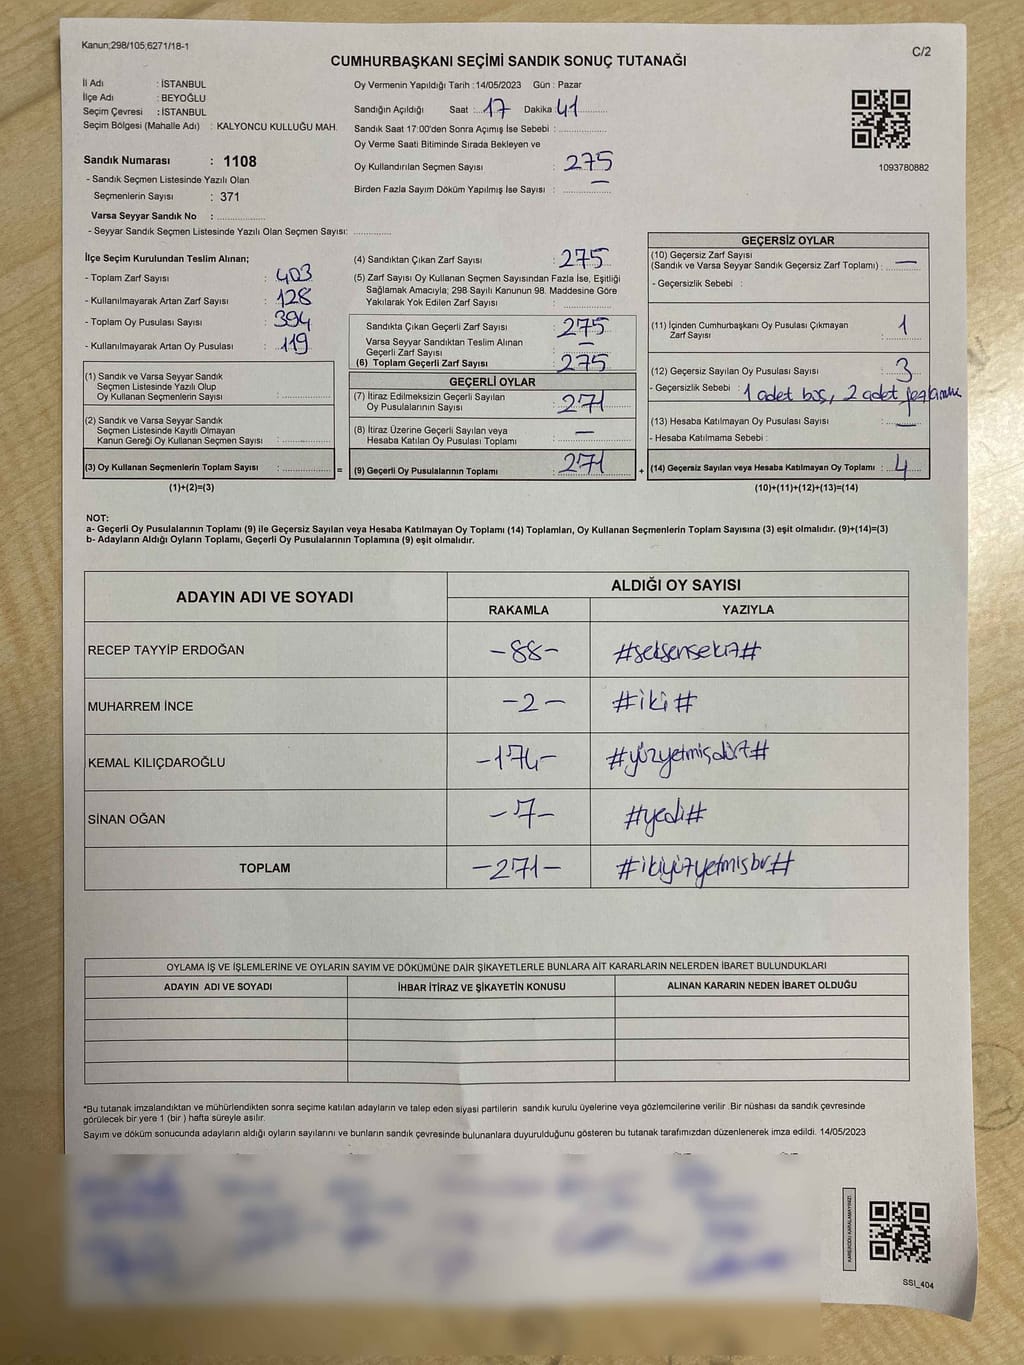 Kanun;298/105;6271/18-1
C/2
CUMHURBAŞKANI SEÇİMİ SANDIK SONUÇ TUTANAĞI
İl Adı : İSTANBUL
İlçe Adı : BEYOĞLU
Seçim Çevresi : İSTANBUL
Seçim Bölgesi (Mahalle Adı) : KALYONCU KULLUĞU MAH.
Oy Vermenin Yapıldığı Tarih : 14/05/2023 Gün : Pazar
Sandığın Açıldığı Saat : 17 Dakika : 41
Sandık Saat 17:00'den Sonra Açımış İse Sebebi :
Oy Verme Saati Bitiminde Sırada Bekleyen ve
Oy Kullandırılan Seçmen Sayısı : 275
Birden Fazla Sayım Döküm Yapılmış İse Sayısı : —
1093780882
Sandık Numarası : 1108
- Sandık Seçmen Listesinde Yazılı Olan
Seçmenlerin Sayısı : 371
Varsa Seyyar Sandık No :
- Seyyar Sandık Seçmen Listesinde Yazılı Olan Seçmen Sayısı:
İlçe Seçim Kurulundan Teslim Alınan;
- Toplam Zarf Sayısı : 403
- Kullanılmayarak Artan Zarf Sayısı : 128
- Toplam Oy Pusulası Sayısı : 394
- Kullanılmayarak Artan Oy Pusulası : 119
(1) Sandık ve Varsa Seyyar Sandık
Seçmen Listesinde Yazılı Olup
Oy Kullanan Seçmenlerin Sayısı :
(2) Sandık ve Varsa Seyyar Sandık
Seçmen Listesinde Kayıtlı Olmayan
Kanun Gereği Oy Kullanan Seçmen Sayısı :
(3) Oy Kullanan Seçmenlerin Toplam Sayısı : =
(1)+(2)=(3)
(4) Sandıktan Çıkan Zarf Sayısı : 275
(5) Zarf Sayısı Oy Kullanan Seçmen Sayısından Fazla İse, Eşitliği
Sağlamak Amacıyla; 298 Sayılı Kanunun 98. Maddesine Göre
Yakılarak Yok Edilen Zarf Sayısı :
Sandıkta Çıkan Geçerli Zarf Sayısı : 275
Varsa Seyyar Sandıktan Teslim Alınan
Geçerli Zarf Sayısı : —
(6) Toplam Geçerli Zarf Sayısı : 275
GEÇERLİ OYLAR
(7) İtiraz Edilmeksizin Geçerli Sayılan
Oy Pusulalarının Sayısı : 271
(8) İtiraz Üzerine Geçerli Sayılan veya
Hesaba Katılan Oy Pusulası Toplamı : —
(9) Geçerli Oy Pusulalarının Toplamı : 271 +
GEÇERSİZ OYLAR
(10) Geçersiz Zarf Sayısı
(Sandık ve Varsa Seyyar Sandık Geçersiz Zarf Toplamı) : —
- Geçersizlik Sebebi :
(11) İçinden Cumhurbaşkanı Oy Pusulası Çıkmayan
Zarf Sayısı : 1
(12) Geçersiz Sayılan Oy Pusulası Sayısı : 3
- Geçersizlik Sebebi : 1 adet boş, 2 adet
(13) Hesaba Katılmayan Oy Pusulası Sayısı : —
- Hesaba Katılmama Sebebi :
(14) Geçersiz Sayılan veya Hesaba Katılmayan Oy Toplamı : 4
(10)+(11)+(12)+(13)=(14)
NOT:
a- Geçerli Oy Pusulalarının Toplamı (9) ile Geçersiz Sayılan veya Hesaba Katılmayan Oy Toplamı (14) Toplamları, Oy Kullanan Seçmenlerin Toplam Sayısına (3) eşit olmalıdır. (9)+(14)=(3)
b- Adayların Aldığı Oyların Toplamı, Geçerli Oy Pusulalarının Toplamına (9) eşit olmalıdır.
ADAYIN ADI VE SOYADI
ALDIĞI OY SAYISI
RAKAMLA YAZIYLA
RECEP TAYYİP ERDOĞAN -88- #seksensekiz#
MUHARREM İNCE -2- #iki#
KEMAL KILIÇDAROĞLU -174- #yüzyetmişdört#
SİNAN OĞAN -7- #yedi#
TOPLAM -271- #ikiyüzyetmişbir#
OYLAMA İŞ VE İŞLEMLERİNE VE OYLARIN SAYIM VE DÖKÜMÜNE DAİR ŞİKAYETLERLE BUNLARA AİT KARARLARIN NELERDEN İBARET BULUNDUKLARI
ADAYIN ADI VE SOYADI İHBAR İTİRAZ VE ŞİKAYETİN KONUSU ALINAN KARARIN NEDEN İBARET OLDUĞU
*Bu tutanak imzalandıktan ve mühürlendikten sonra seçime katılan adayların ve talep eden siyasi partilerin sandık kurulu üyelerine veya gözlemcilerine verilir. Bir nüshası da sandık çevresinde
görülecek bir yere 1 (bir) hafta süreyle asılır.
Sayım ve döküm sonucunda adayların aldığı oyların sayılarını ve bunların sandık çevresinde bulunanlara duyurulduğunu gösteren bu tutanak tarafımızdan düzenlenerek imza edildi. 14/05/2023
KAREKODU KARALAMAYINIZ!
SSI_404